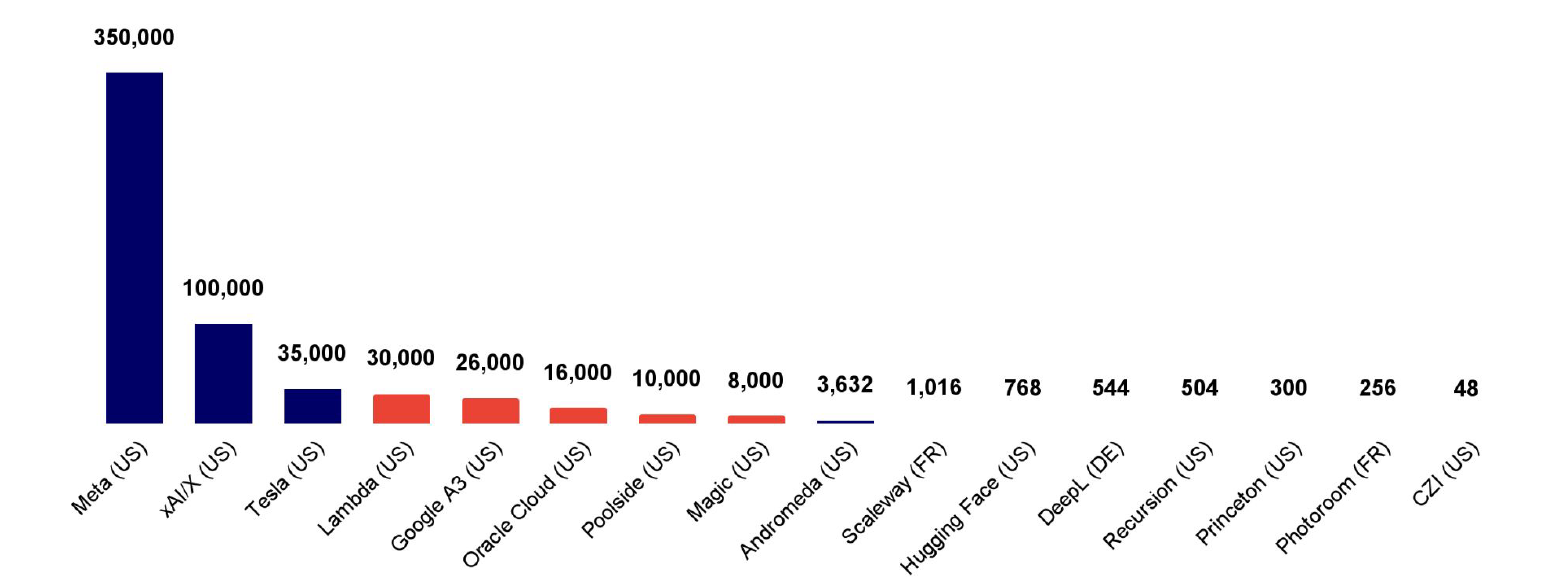 350,000
100,000
35,000
30,000
26,000
16,000
10,000
8,000
3,632
1,016
768
544
504
300
256
48
Meta (US)
xAI/X (US)
Tesla (US)
Lambda (US)
Google A3 (US)
Oracle Cloud (US)
Poolside (US)
Magic (US)
Andromeda (US)
Scaleway (FR)
Hugging Face (US)
DeepL (DE)
Recursion (US)
Princeton (US)
Photoroom (FR)
CZI (US)